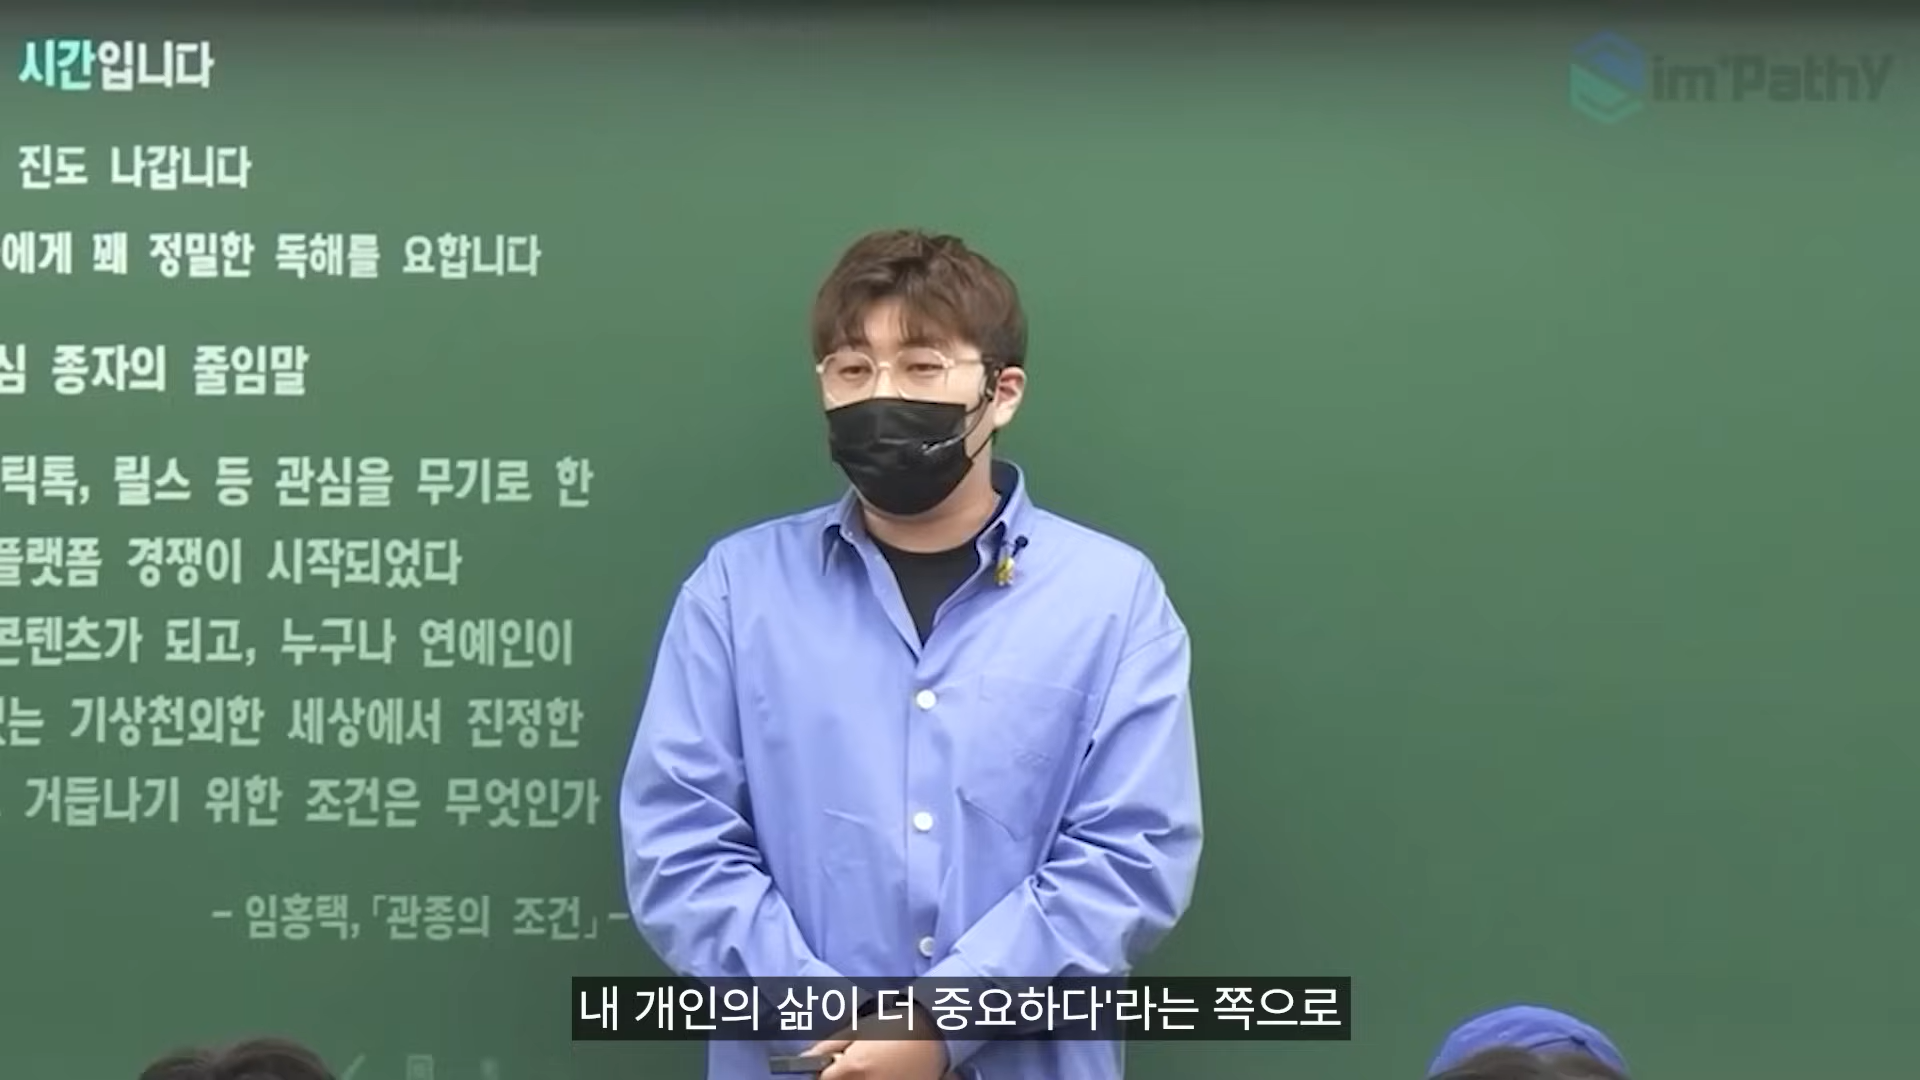 시간입니다
진도 나갑니다
에게 꽤 정밀한 독해를 요합니다
심 종자의 줄임말
틱톡, 릴스 등 관심을 무기로 한
플랫폼 경쟁이 시작되었다
콘텐츠가 되고, 누구나 연예인이
는 기상천외한 세상에서 진정한
거듭나기 위한 조건은 무엇인가
- 임홍택, 「관종의 조건」 -
im'PathY
내 개인의 삶이 더 중요하다'라는 쪽으로